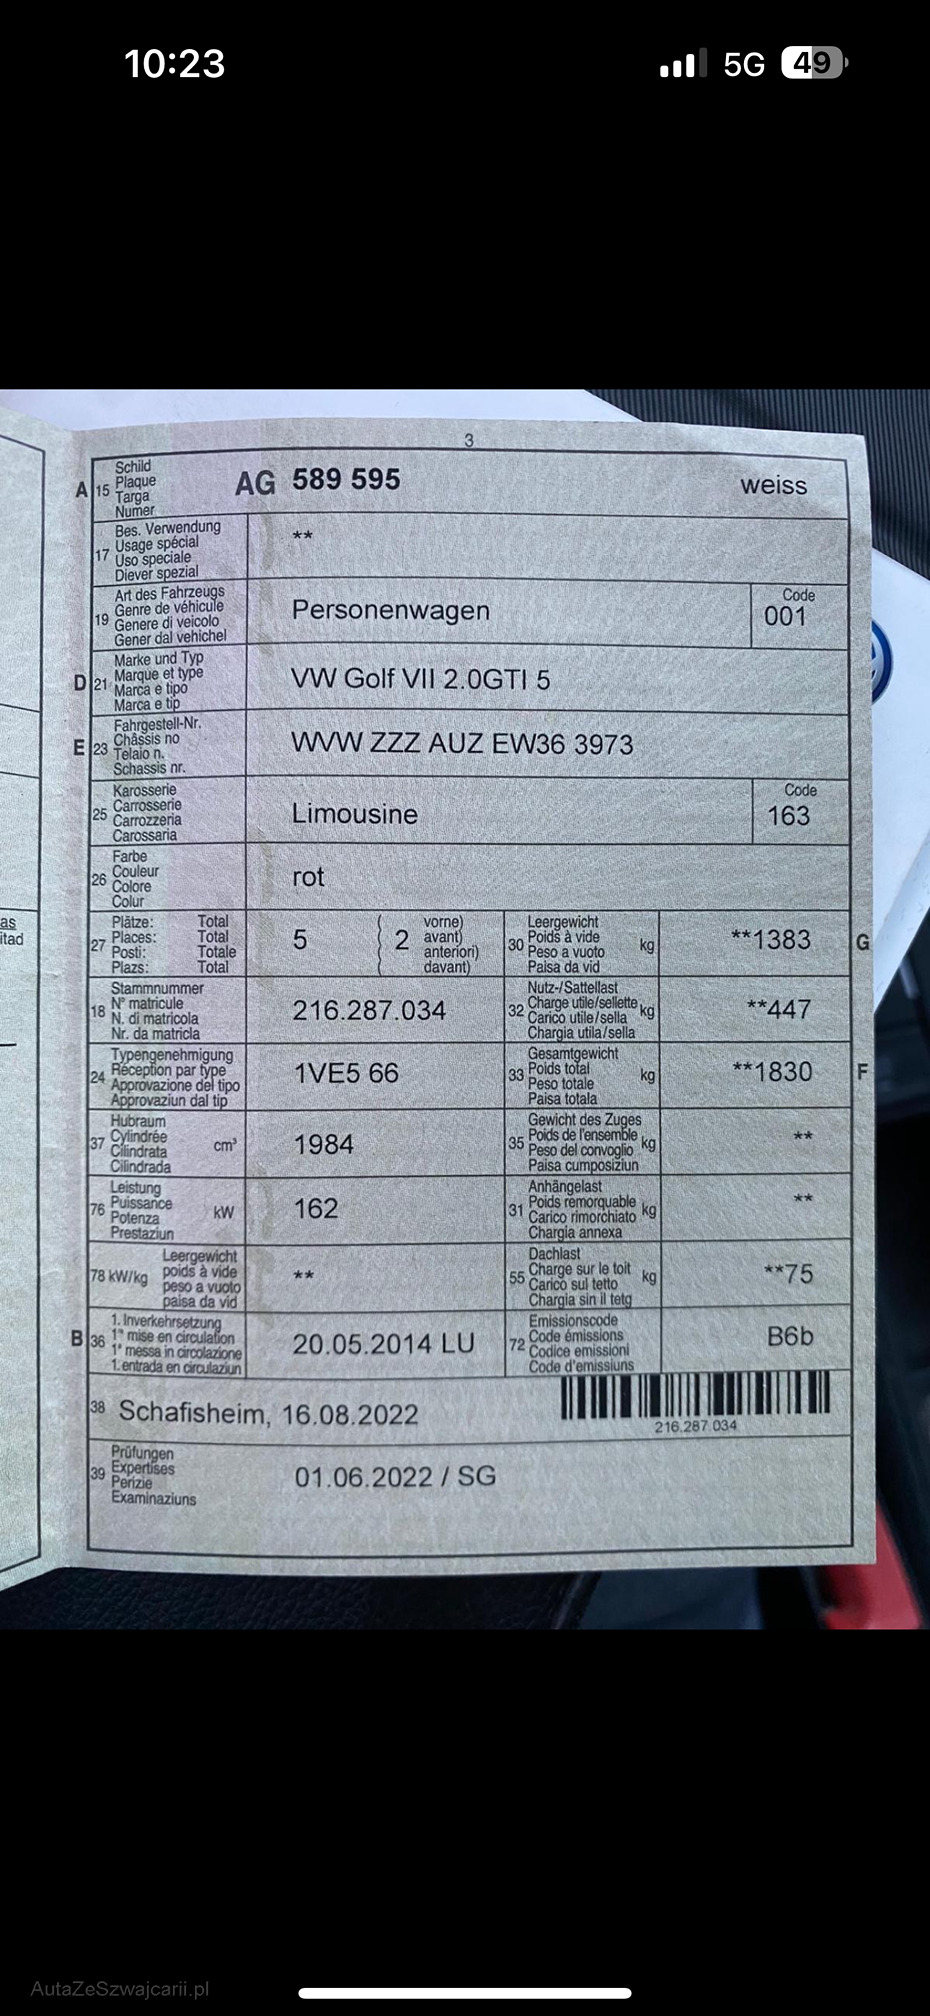 10:23
5G 49
3
A 15 Schild
Plaque
Targa
Numer
AG 589 595 weiss
17 Bes. Verwendung
Usage spécial
Uso speciale
Diever spezial
**
19 Art des Fahrzeugs
Genre de véhicule
Genere di veicolo
Gener dal vehichel
Personenwagen
Code
001
D 21 Marke und Typ
Marque et type
Marca e tipo
Marca e tip
VW Golf VII 2.0GTI 5
E 23 Fahrgestell-Nr.
Châssis no
Telaio n.
Schassis nr.
WVW ZZZ AUZ EW36 3973
25 Karosserie
Carrosserie
Carrozzeria
Carossaria
Limousine
Code
163
26 Farbe
Couleur
Colore
Colur
rot
as
itad
27 Plätze: Total
Places: Total
Posti: Totale
Plazs: Total
5 ( 2 vorne)
avant)
anteriori)
davant)
30 Leergewicht
Poids à vide
Peso a vuoto
Paisa da vid
kg **1383 G
18 Stammnummer
N° matricule
N. di matricola
Nr. da matricla
216.287.034
32 Nutz-/Sattellast
Charge utile/sellette
Carico utile/sella
Chargia utila/sella
kg **447
24 Typengenehmigung
Réception par type
Approvazione del tipo
Approvaziun dal tip
1VE5 66
33 Gesamtgewicht
Poids total
Peso totale
Paisa totala
kg **1830 F
37 Hubraum
Cylindrée
Cilindrata
Cilindrada
cm³ 1984
35 Gewicht des Zuges
Poids de l'ensemble
Peso del convoglio
Paisa cumposiziun
kg **
76 Leistung
Puissance
Potenza
Prestaziun
kW 162
31 Anhängelast
Poids remorquable
Carico rimorchiato
Chargia annexa
kg **
78 kW/kg Leergewicht
poids à vide
peso a vuoto
paisa da vid
**
55 Dachlast
Charge sur le toit
Carico sul tetto
Chargia sin il tetg
kg **75
B 36 1. Inverkehrsetzung
1re mise en circulation
1a messa in circolazione
1. entrada en circulaziun
20.05.2014 LU
72 Emissionscode
Code émissions
Codice emissioni
Code d'emissiuns
B6b
38 Schafisheim, 16.08.2022
216.287.034
39 Prüfungen
Expertises
Perizie
Examinaziuns
01.06.2022 / SG
AutaZeSzwajcarii.pl